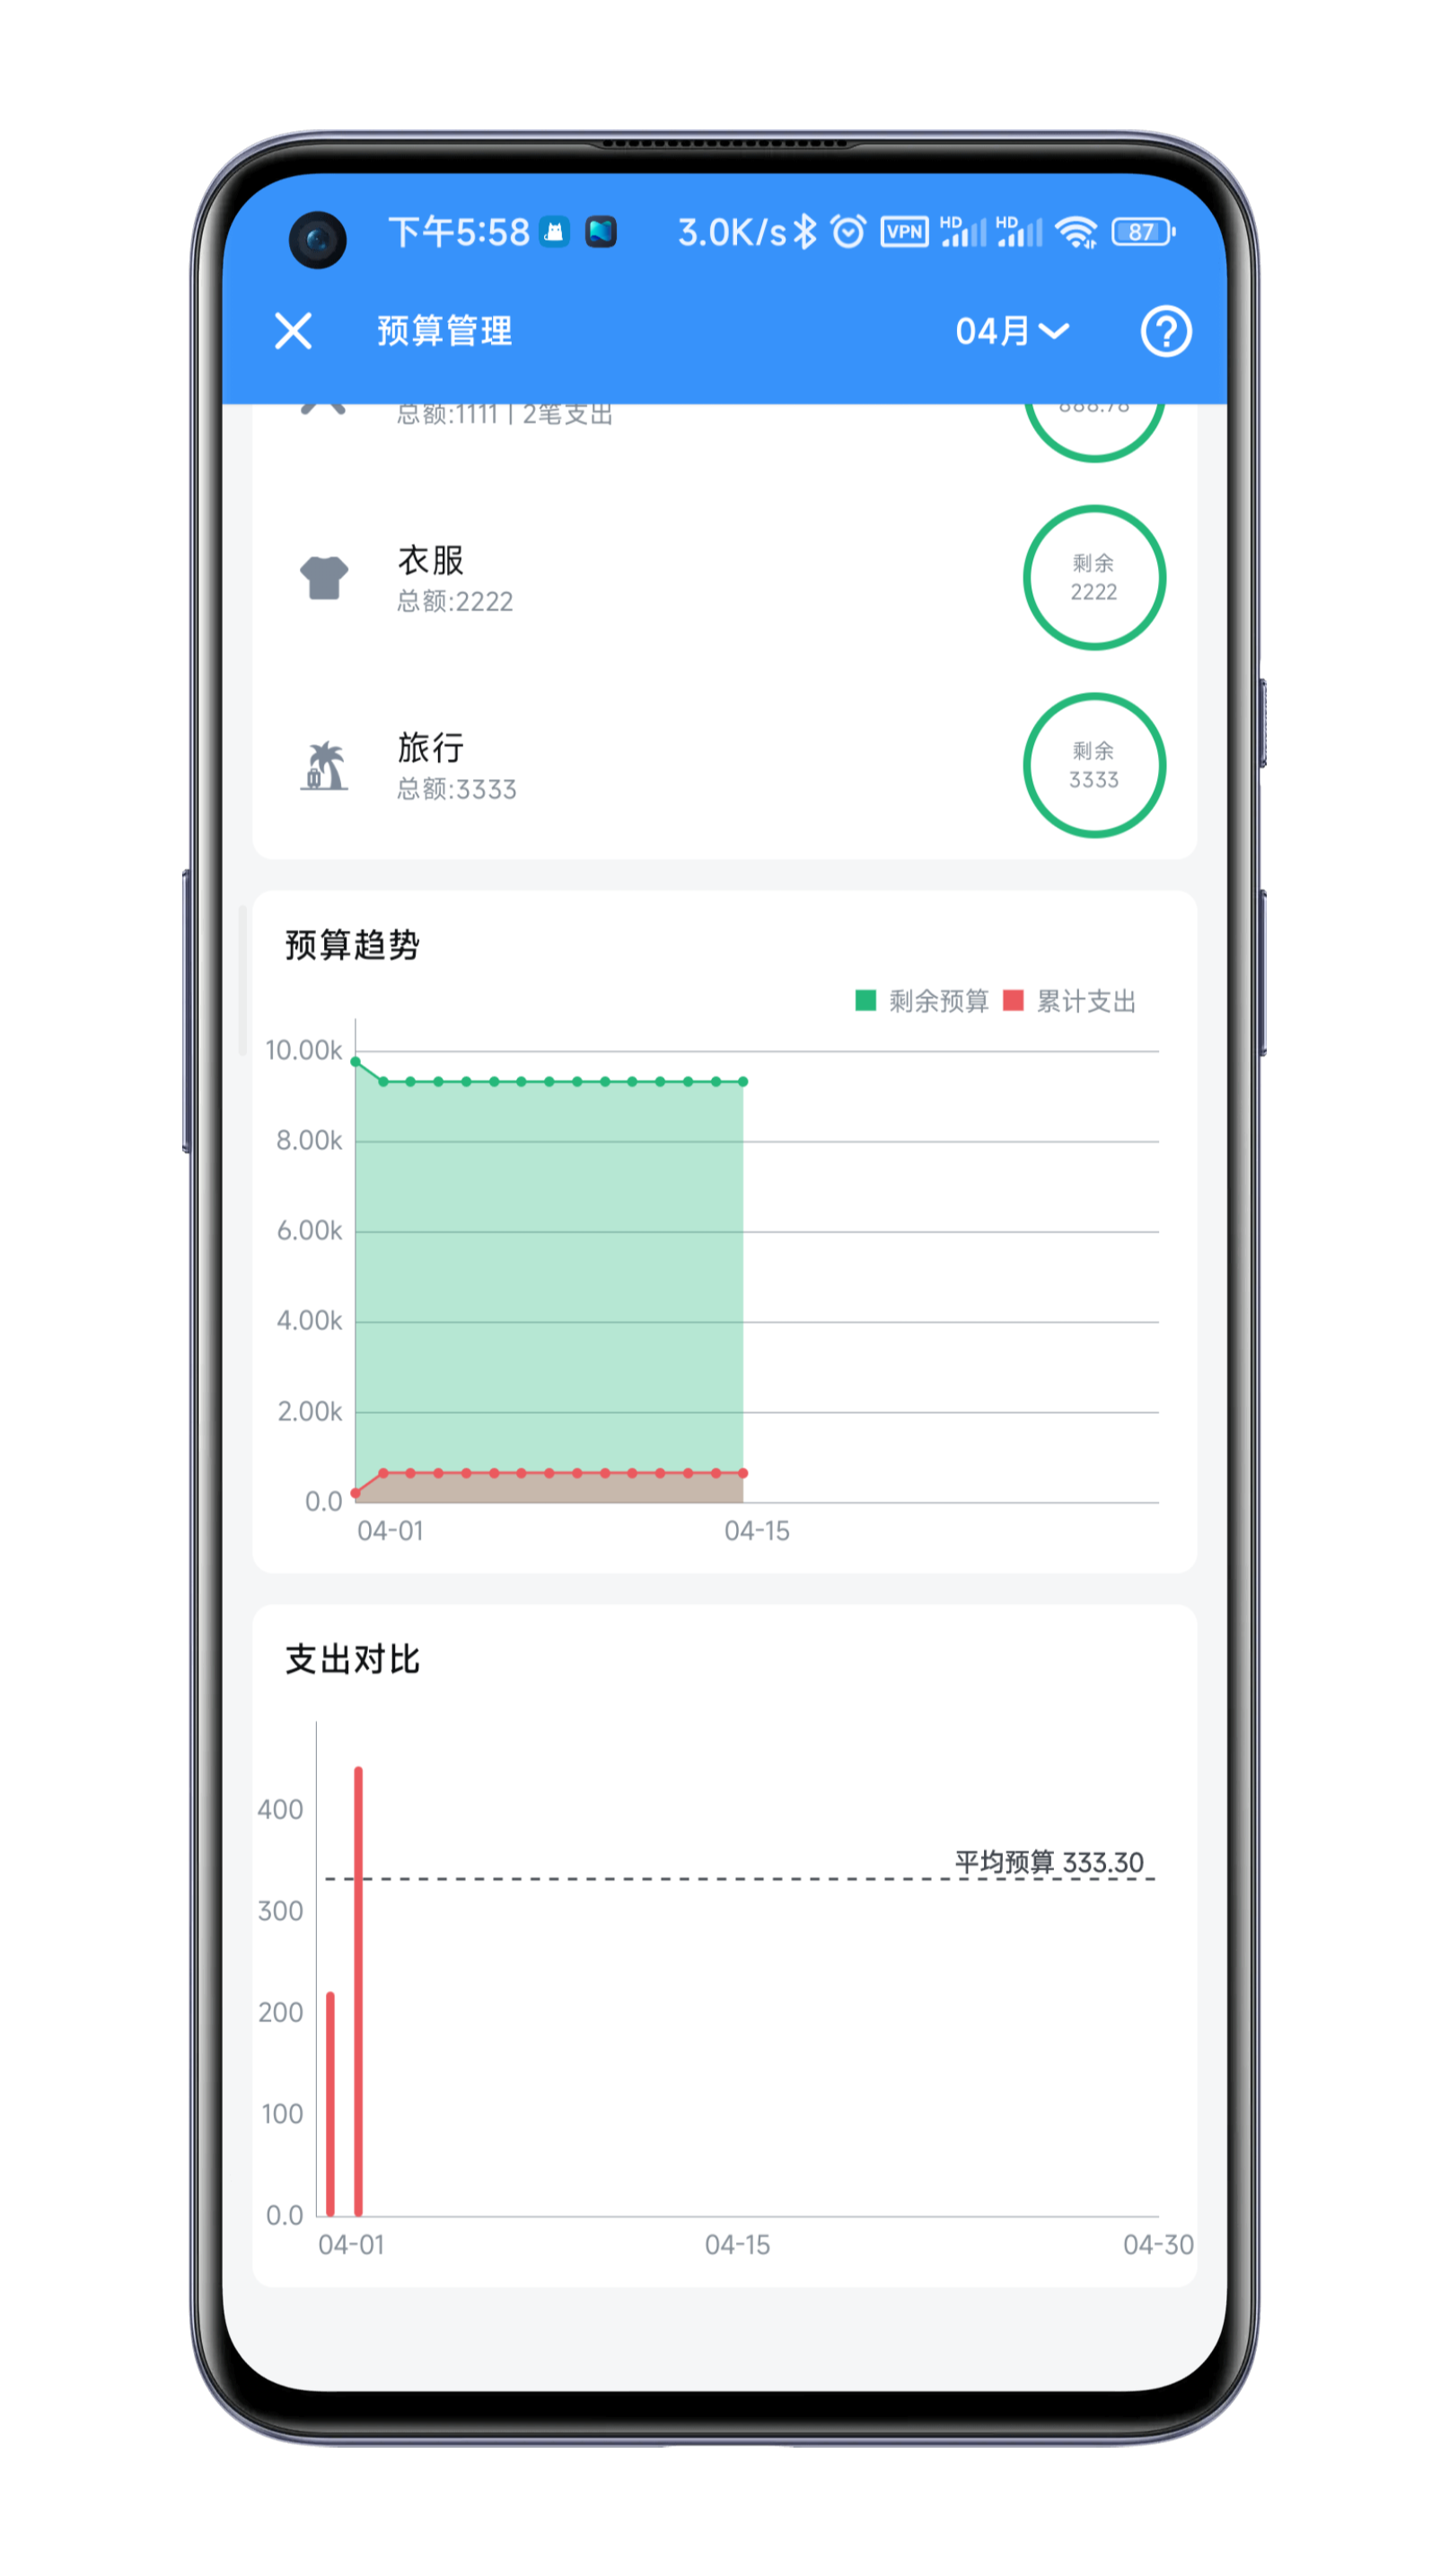 下午5:58 3.0K/s VPN HD HD 87
预算管理 04月
总额:1111 | 2笔支出
衣服
总额:2222
剩余
2222
旅行
总额:3333
剩余
3333
预算趋势
剩余预算 累计支出
10.00k
8.00k
6.00k
4.00k
2.00k
0.0
04-01 04-15
支出对比
400
平均预算 333.30
300
200
100
0.0
04-01 04-15 04-30